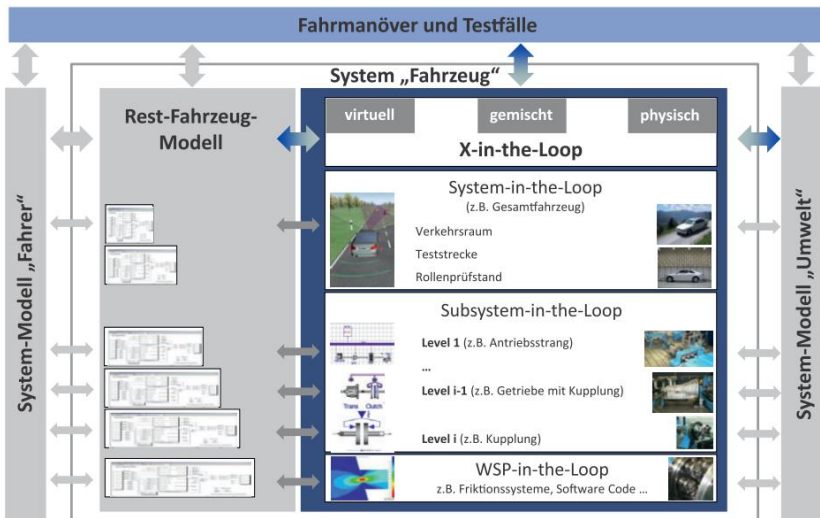 Fahrmanöver und Testfälle
System „Fahrzeug“
System-Modell „Fahrer“
Rest-Fahrzeug-
Modell
virtuell
gemischt
physisch
X-in-the-Loop
System-in-the-Loop
(z.B. Gesamtfahrzeug)
Verkehrsraum
Teststrecke
Rollenprüfstand
Subsystem-in-the-Loop
Level 1 (z.B. Antriebsstrang)
...
Level i-1 (z.B. Getriebe mit Kupplung)
Trans Clutch
Level i (z.B. Kupplung)
WSP-in-the-Loop
z.B. Friktionssysteme, Software Code ...
System-Modell „Umwelt“